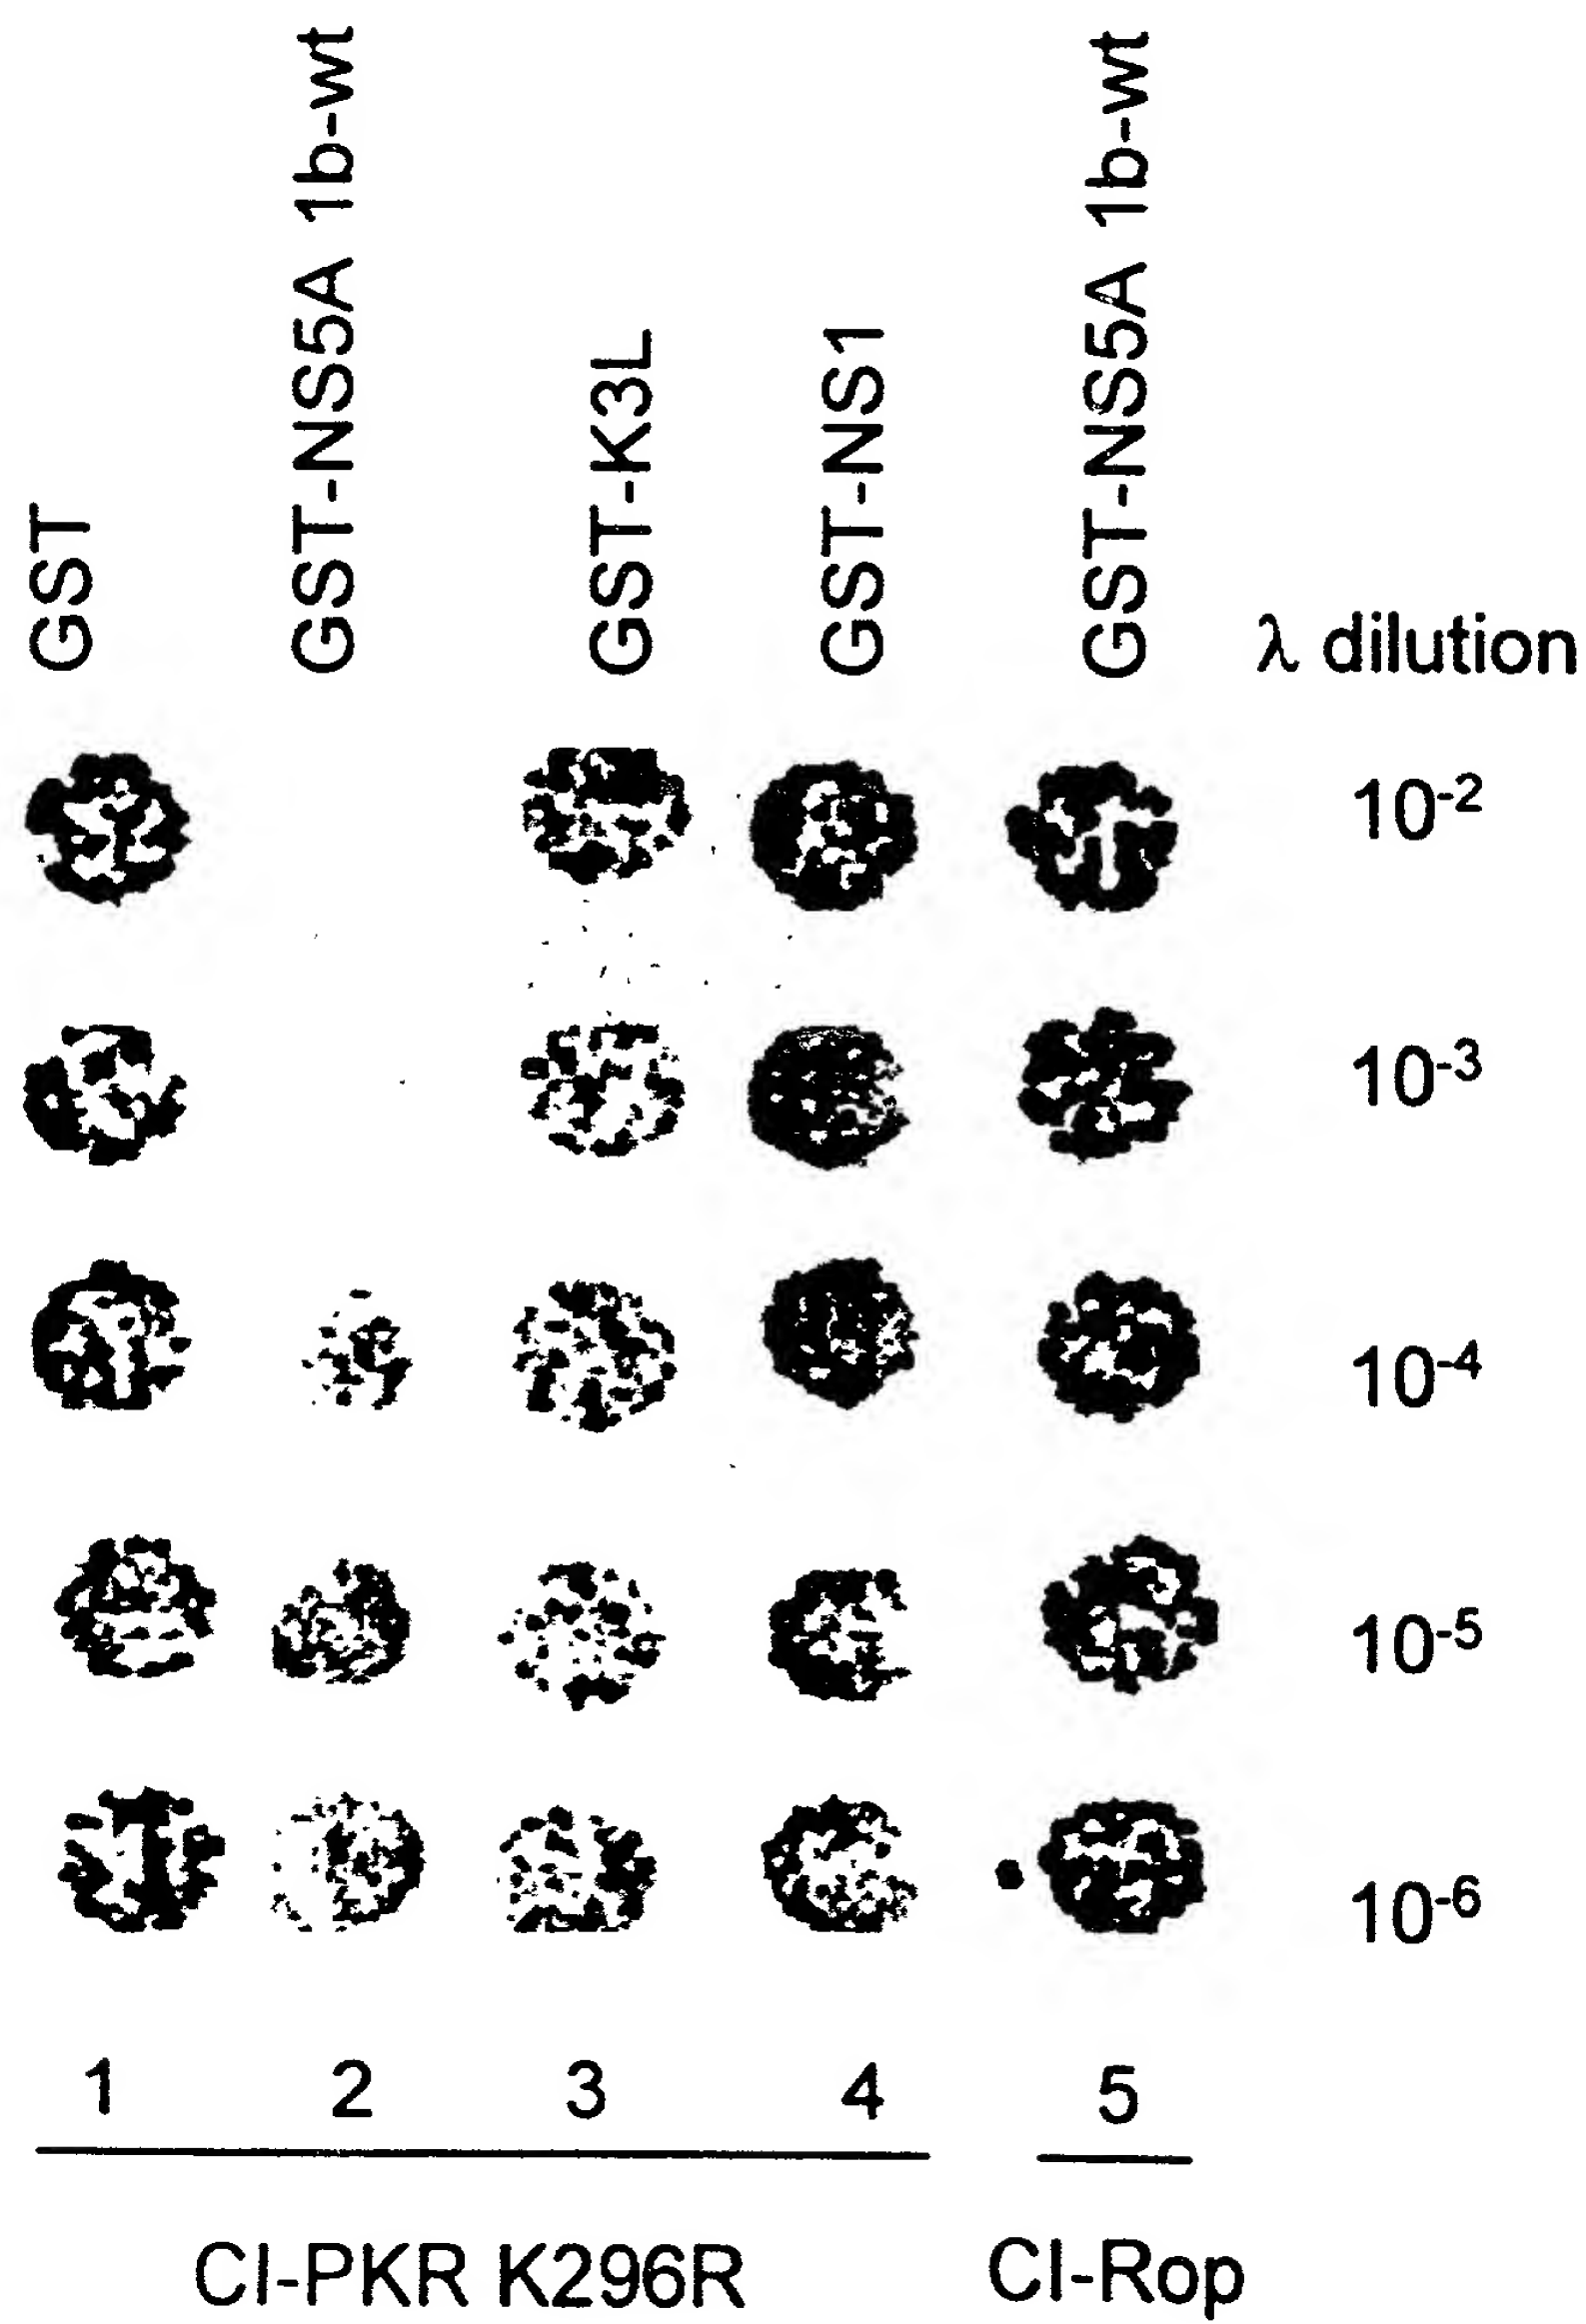 GST
GST-NS5A 1b-wt
GST-K3L
GST-NS1
GST-NS5A 1b-wt
λ dilution
10-2
10-3
10-4
10-5
10-6
1 2 3 4 5
CI-PKR K296R CI-Rop